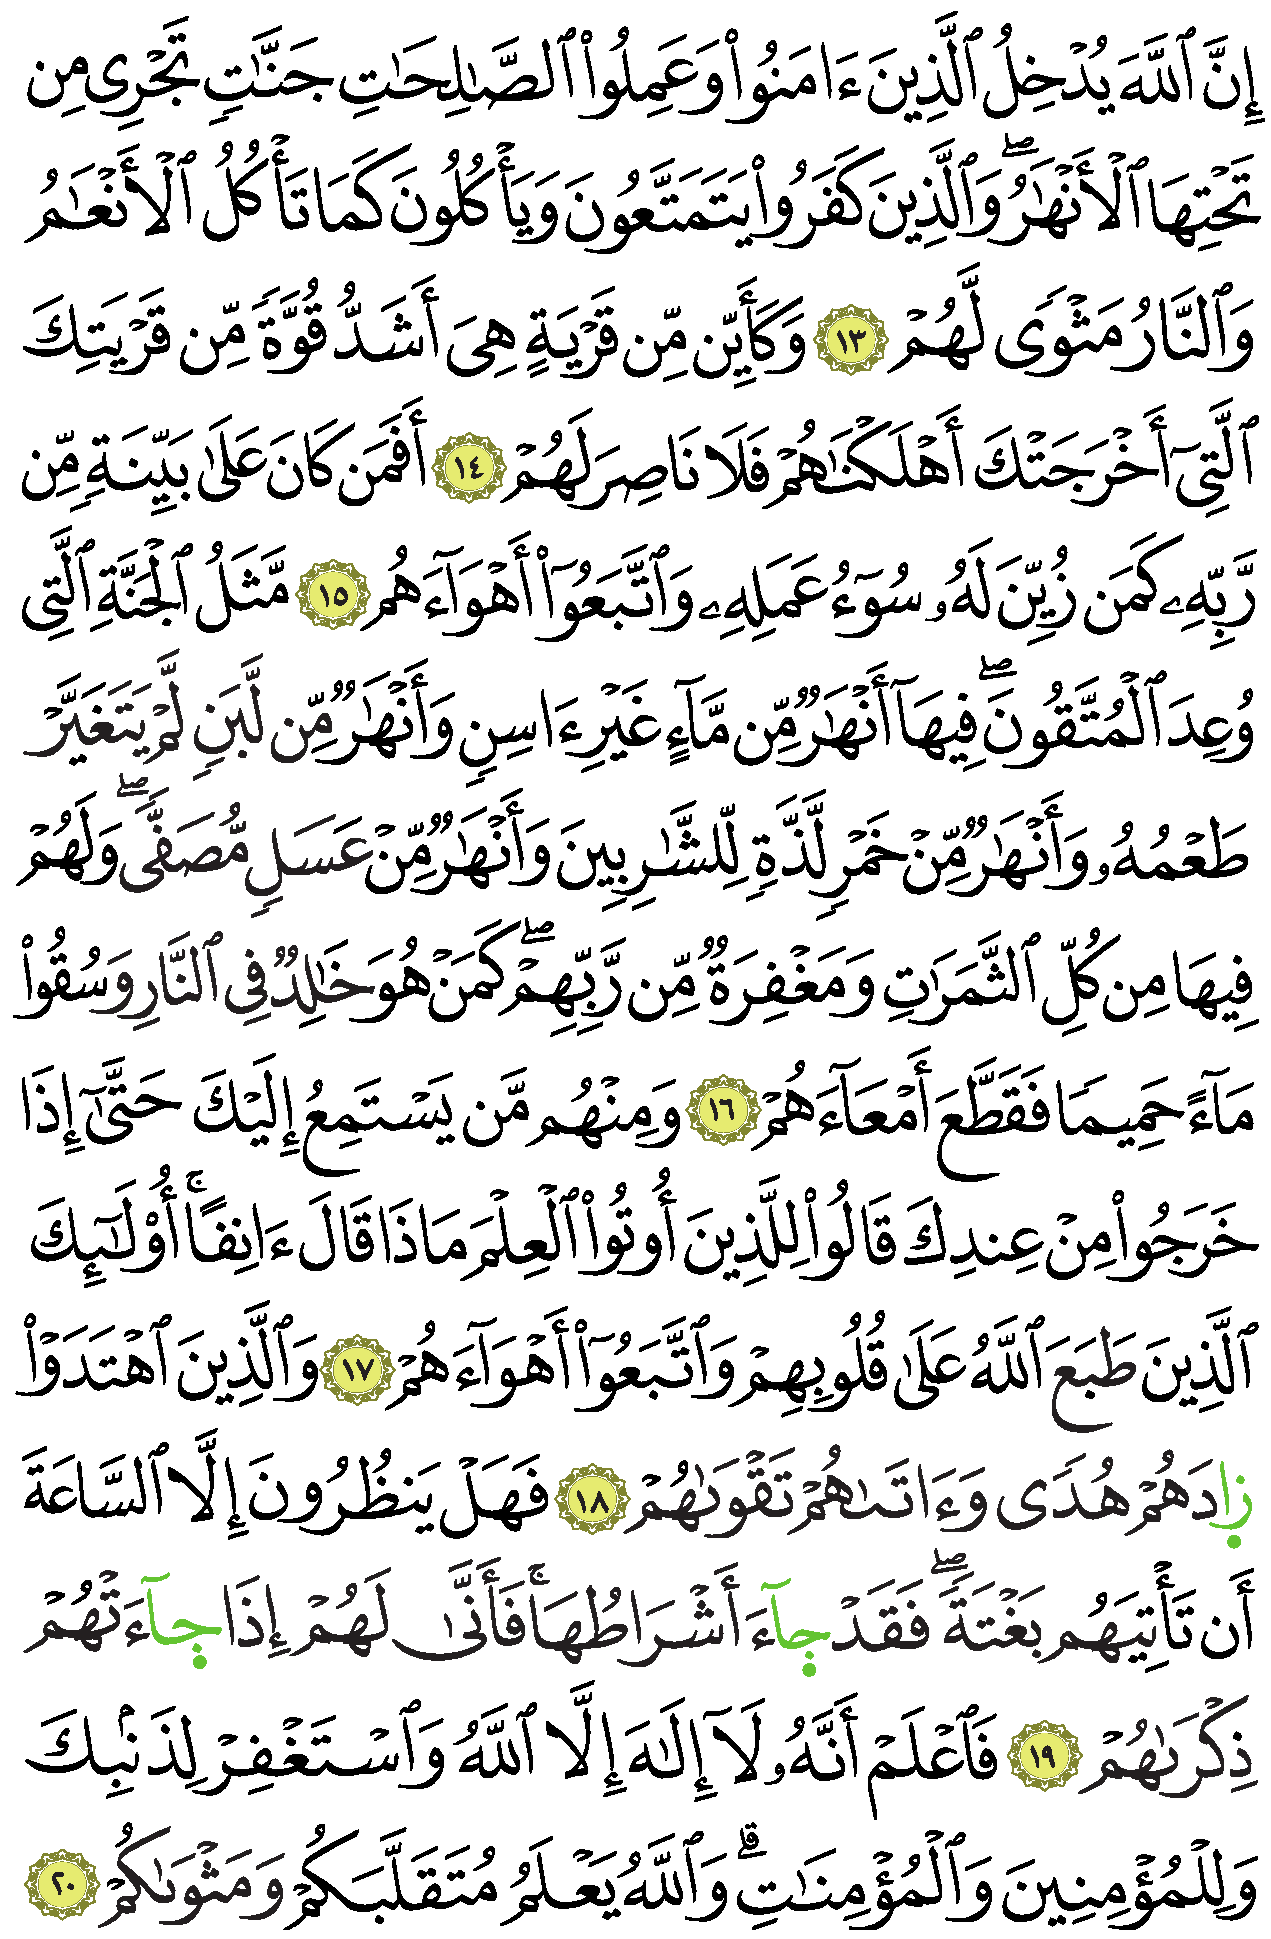 إِنَّ ٱللَّهَ يُدْخِلُ ٱلَّذِينَ ءَامَنُوا۟ وَعَمِلُوا۟ ٱلصَّـٰلِحَـٰتِ جَنَّـٰتٍ تَجْرِى مِن
تَحْتِهَا ٱلْأَنْهَـٰرُ ۖ وَٱلَّذِينَ كَفَرُوا۟ يَتَمَتَّعُونَ وَيَأْكُلُونَ كَمَا تَأْكُلُ ٱلْأَنْعَـٰمُ
وَٱلنَّارُ مَثْوًى لَّهُمْ ١٣ وَكَأَيِّن مِّن قَرْيَةٍ هِىَ أَشَدُّ قُوَّةً مِّن قَرْيَتِكَ
ٱلَّتِىٓ أَخْرَجَتْكَ أَهْلَكْنَـٰهُمْ فَلَا نَاصِرَ لَهُمْ ١٤ أَفَمَن كَانَ عَلَىٰ بَيِّنَةٍ مِّن
رَّبِّهِۦ كَمَن زُيِّنَ لَهُۥ سُوٓءُ عَمَلِهِۦ وَٱتَّبَعُوٓا۟ أَهْوَآءَهُم ١٥ مَّثَلُ ٱلْجَنَّةِ ٱلَّتِى
وُعِدَ ٱلْمُتَّقُونَ ۖ فِيهَآ أَنْهَـٰرٌ مِّن مَّآءٍ غَيْرِ ءَاسِنٍ وَأَنْهَـٰرٌ مِّن لَّبَنٍ لَّمْ يَتَغَيَّرْ
طَعْمُهُۥ وَأَنْهَـٰرٌ مِّنْ خَمْرٍ لَّذَّةٍ لِّلشَّـٰرِبِينَ وَأَنْهَـٰرٌ مِّنْ عَسَلٍ مُّصَفًّى ۖ وَلَهُمْ
فِيهَا مِن كُلِّ ٱلثَّمَرَٰتِ وَمَغْفِرَةٌ مِّن رَّبِّهِمْ ۖ كَمَنْ هُوَ خَـٰلِدٌ فِى ٱلنَّارِ وَسُقُوا۟
مَآءً حَمِيمًا فَقَطَّعَ أَمْعَآءَهُمْ ١٦ وَمِنْهُم مَّن يَسْتَمِعُ إِلَيْكَ حَتَّىٰٓ إِذَا
خَرَجُوا۟ مِنْ عِندِكَ قَالُوا۟ لِلَّذِينَ أُوتُوا۟ ٱلْعِلْمَ مَاذَا قَالَ ءَانِفًا ۚ أُو۟لَـٰٓئِكَ
ٱلَّذِينَ طَبَعَ ٱللَّهُ عَلَىٰ قُلُوبِهِمْ وَٱتَّبَعُوٓا۟ أَهْوَآءَهُمْ ١٧ وَٱلَّذِينَ ٱهْتَدَوْا۟
زِادَهُمْ هُدًى وَءَاتَىٰهُمْ تَقْوَىٰهُمْ ١٨ فَهَلْ يَنظُرُونَ إِلَّا ٱلسَّاعَةَ
أَن تَأْتِيَهُم بَغْتَةً ۖ فَقَدْ جآءَ أَشْرَاطُهَا ۚ فَأَنَّىٰ لَهُمْ إِذَا جآءَتْهُمْ
ذِكْرَىٰهُمْ ١٩ فَٱعْلَمْ أَنَّهُۥ لَآ إِلَـٰهَ إِلَّا ٱللَّهُ وَٱسْتَغْفِرْ لِذَنۢبِكَ
وَلِلْمُؤْمِنِينَ وَٱلْمُؤْمِنَـٰتِ ۗ وَٱللَّهُ يَعْلَمُ مُتَقَلَّبَكُمْ وَمَثْوَىٰكُمْ ٢٠